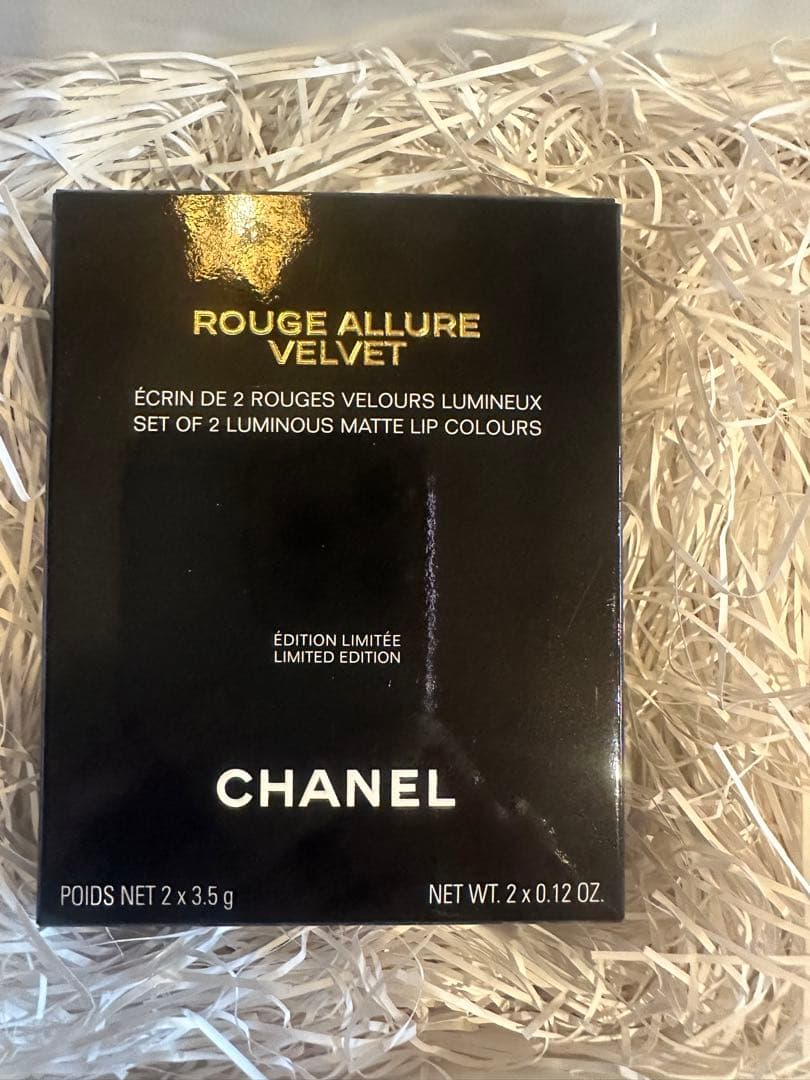 ROUGE ALLURE
VELVET
ÉCRIN DE 2 ROUGES VELOURS LUMINEUX
SET OF 2 LUMINOUS MATTE LIP COLOURS
ÉDITION LIMITÉE
LIMITED EDITION
CHANEL
POIDS NET 2 x 3.5 g
NET WT. 2 x 0.12 OZ.